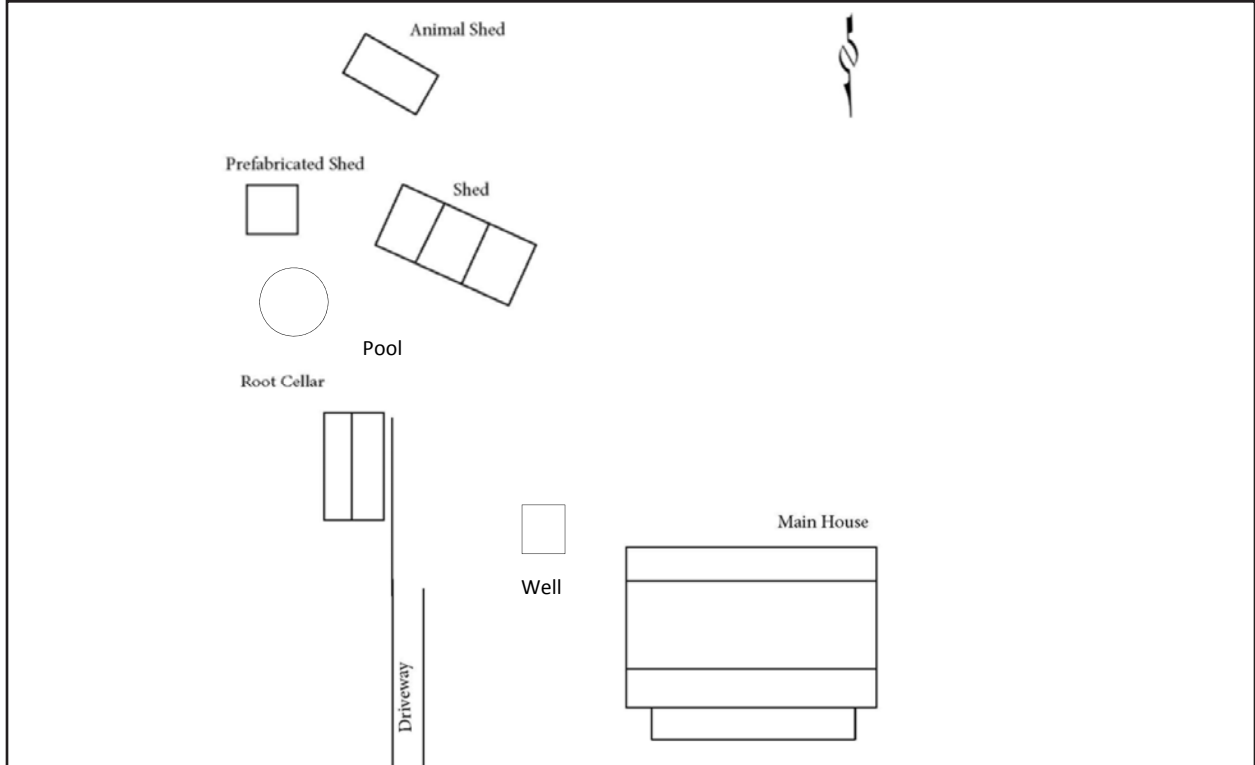 Animal Shed
Prefabricated Shed
Shed
Pool
Root Cellar
Main House
Well
Driveway